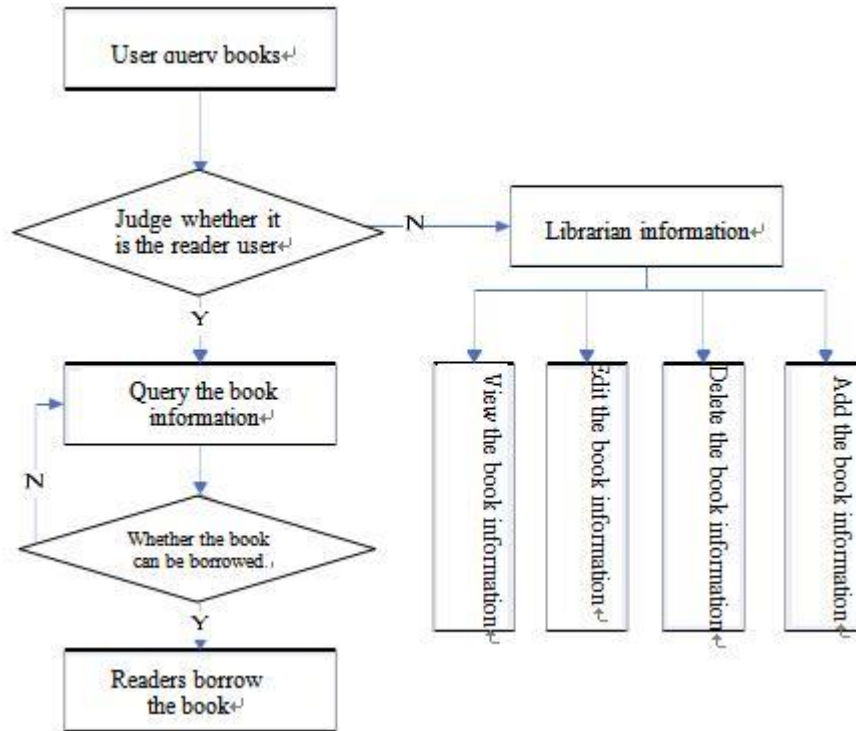 User query books↵
Judge whether it
is the reader user↵
N
Librarian information↵
Y
Query the book
information↵
N
Whether the book
can be borrowed.
Y
Readers borrow
the book↵
View the book information↵
Edit the book information↵
Delete the book information↵
Add the book information↵